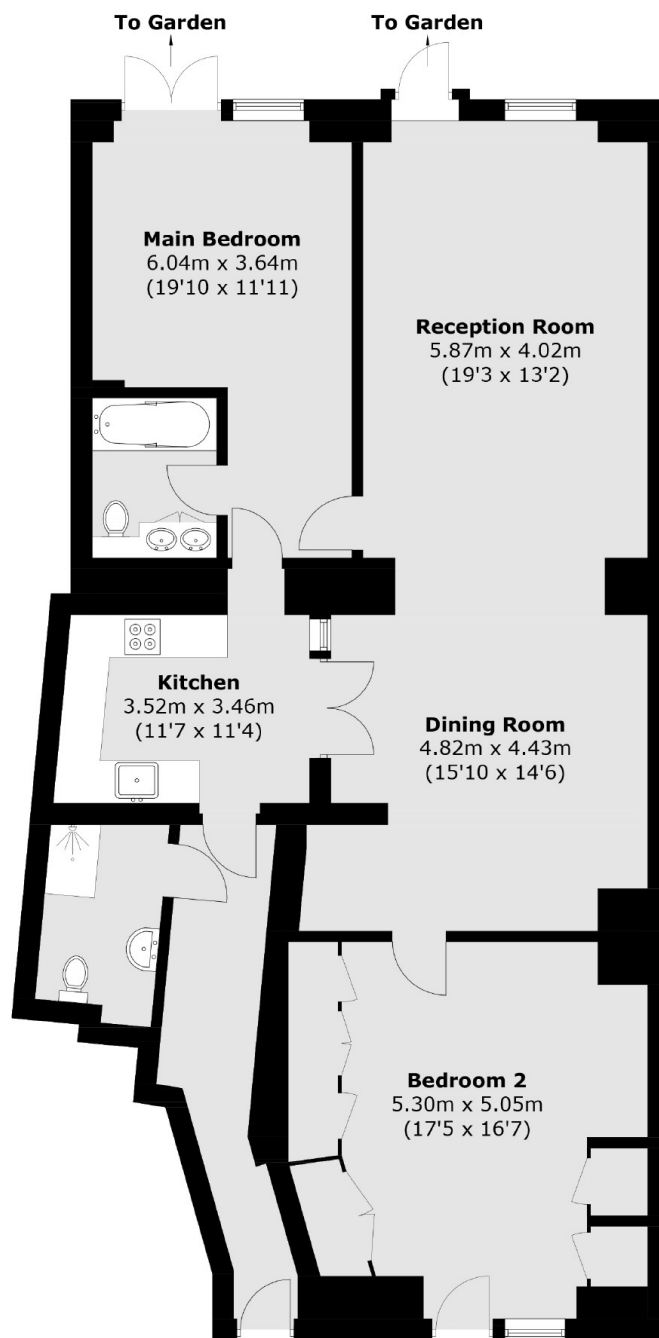 To Garden
To Garden
Main Bedroom
6.04m x 3.64m
(19'10 x 11'11)
Reception Room
5.87m x 4.02m
(19'3 x 13'2)
Kitchen
3.52m x 3.46m
(11'7 x 11'4)
Dining Room
4.82m x 4.43m
(15'10 x 14'6)
Bedroom 2
5.30m x 5.05m
(17'5 x 16'7)